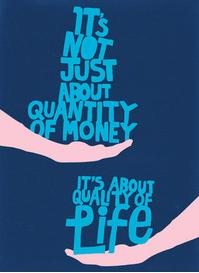 IT'S
NOT
JUST
ABOUT
QUANTITY
OF MONEY
IT'S ABOUT
QUALITY OF
Life